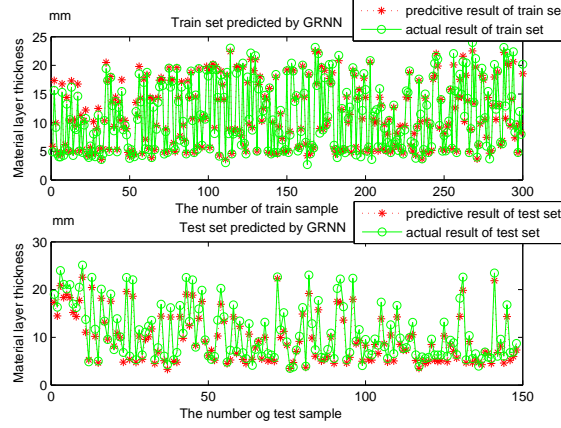 mm
Train set predicted by GRNN
predcitive result of train set
actual result of train set
Material layer thickness
25
20
15
10
5
0
0 50 100 150 200 250 300
The number of train sample
mm
Test set predicted by GRNN
predictive result of test set
actual result of test set
Material layer thickness
30
20
10
0
0 50 100 150
The number og test sample